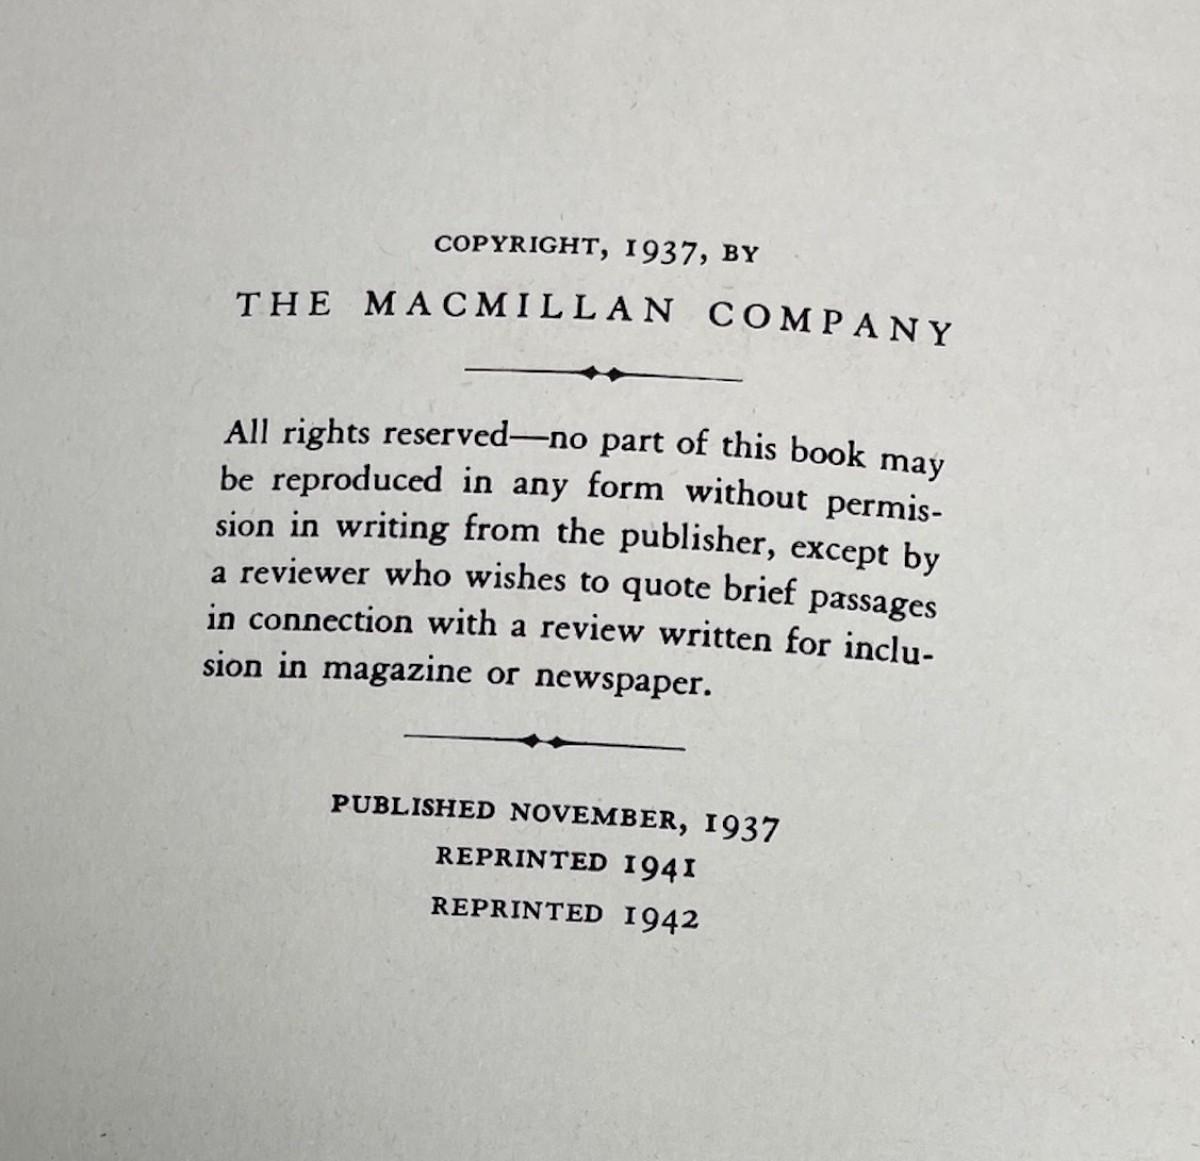 COPYRIGHT, 1937, BY
THE MACMILLAN COMPANY
All rights reserved—no part of this book may
be reproduced in any form without permis-
sion in writing from the publisher, except by
a reviewer who wishes to quote brief passages
in connection with a review written for inclu-
sion in magazine or newspaper.
PUBLISHED NOVEMBER, 1937
REPRINTED 1941
REPRINTED 1942